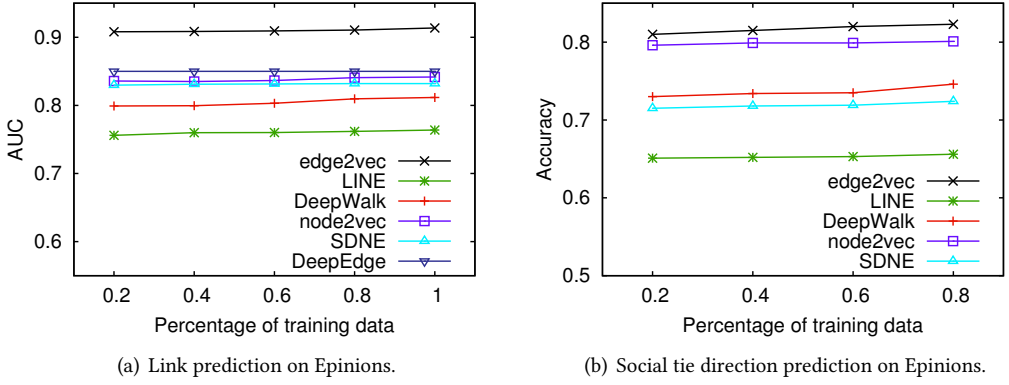 0.9
0.8
0.7
0.6
AUC
edge2vec
LINE
DeepWalk
node2vec
SDNE
DeepEdge
0.2 0.4 0.6 0.8 1
Percentage of training data
(a) Link prediction on Epinions.
0.8
0.7
0.6
0.5
Accuracy
edge2vec
LINE
DeepWalk
node2vec
SDNE
0.2 0.4 0.6 0.8
Percentage of training data
(b) Social tie direction prediction on Epinions.